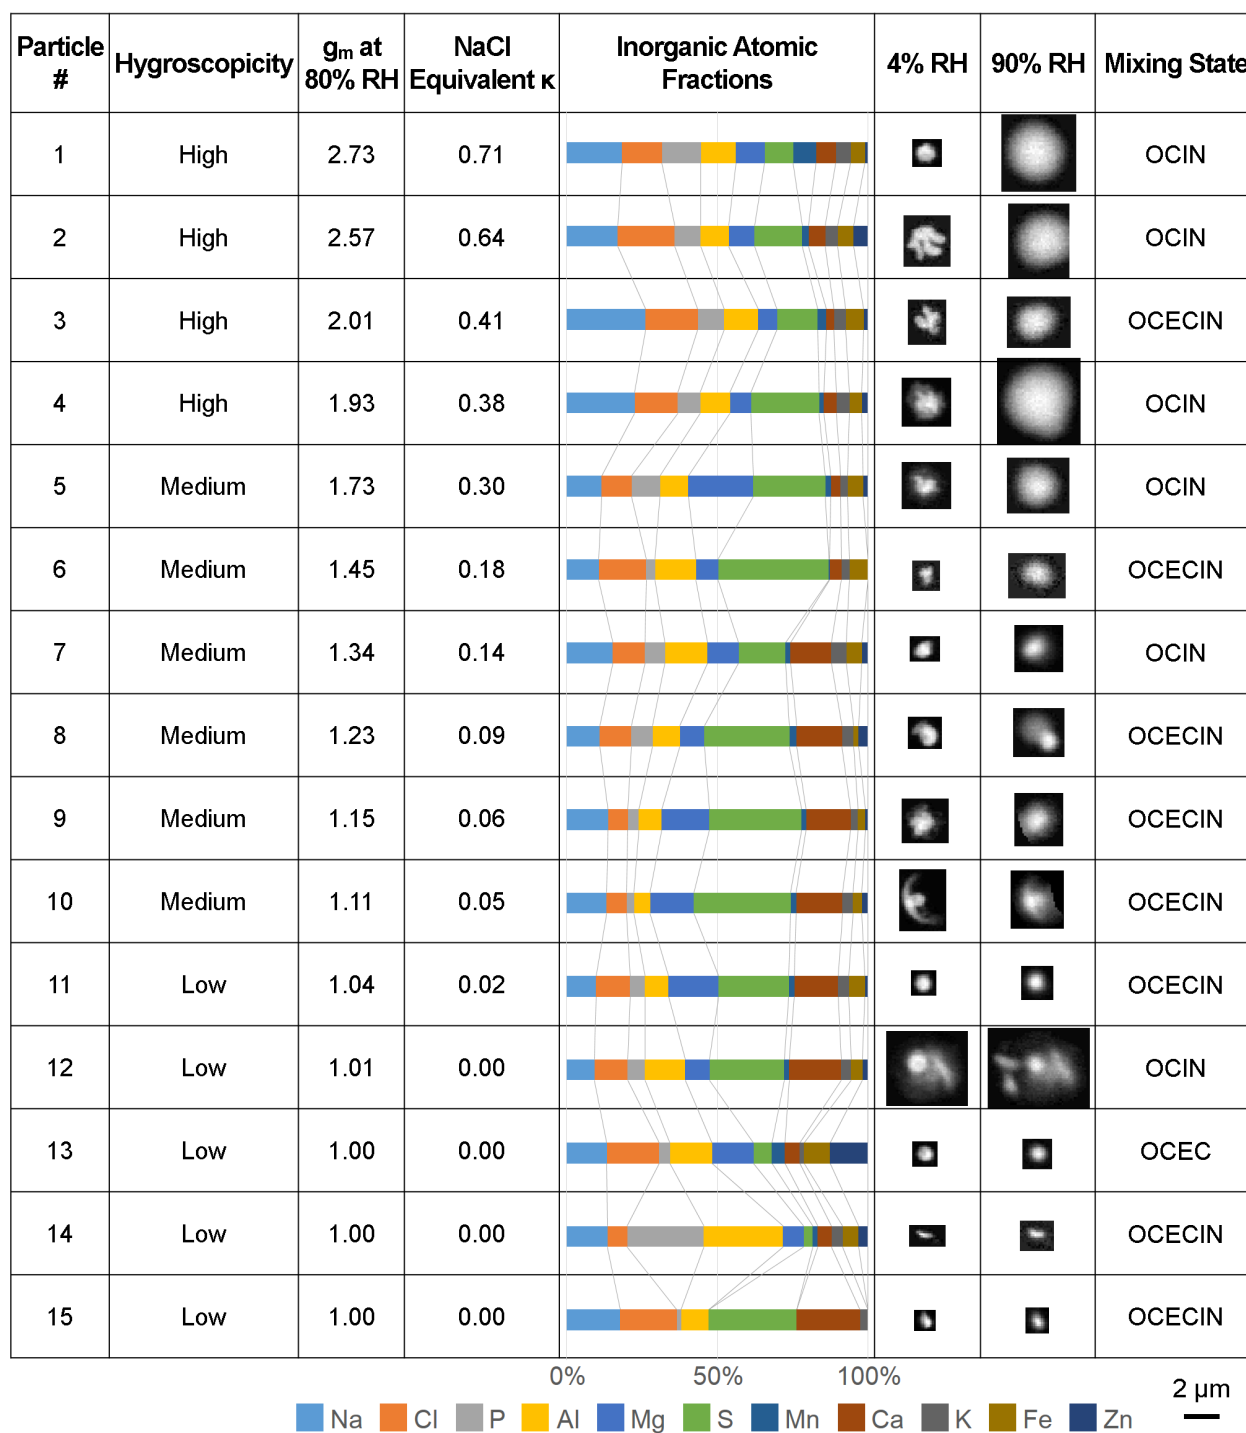 Particle # Hygroscopicity gm at 80% RH NaCl Equivalent κ Inorganic Atomic Fractions 4% RH 90% RH Mixing State
1 High 2.73 0.71 OCIN
2 High 2.57 0.64 OCIN
3 High 2.01 0.41 OCECIN
4 High 1.93 0.38 OCIN
5 Medium 1.73 0.30 OCIN
6 Medium 1.45 0.18 OCECIN
7 Medium 1.34 0.14 OCIN
8 Medium 1.23 0.09 OCECIN
9 Medium 1.15 0.06 OCECIN
10 Medium 1.11 0.05 OCECIN
11 Low 1.04 0.02 OCECIN
12 Low 1.01 0.00 OCIN
13 Low 1.00 0.00 OCEC
14 Low 1.00 0.00 OCECIN
15 Low 1.00 0.00 OCECIN
0% 50% 100%
2 µm
Na Cl P Al Mg S Mn Ca K Fe Zn